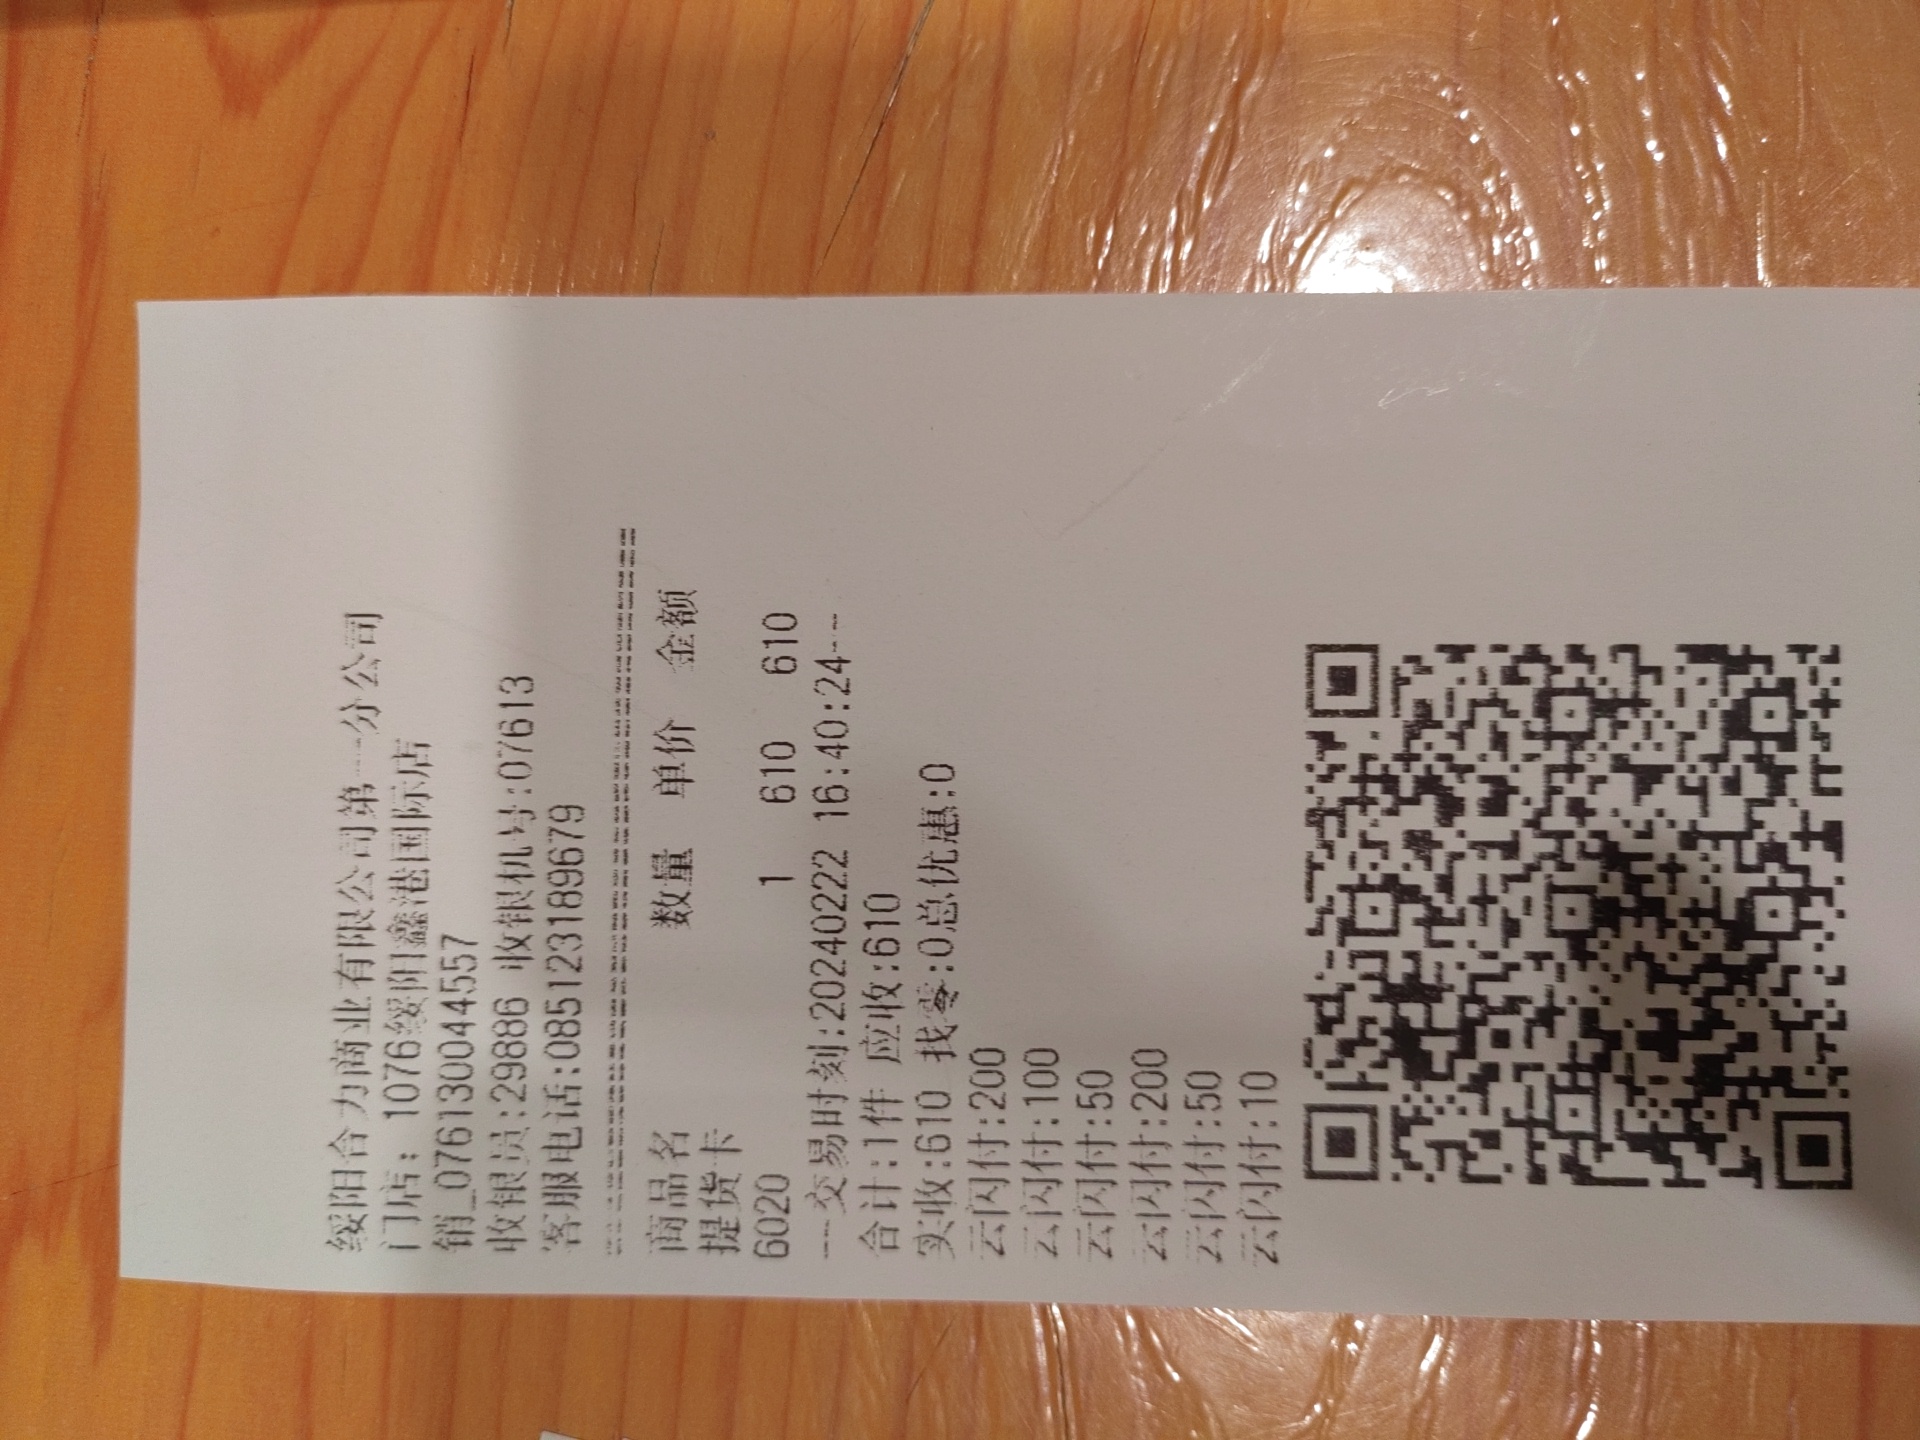 绥阳合力商业有限公司第一分公司
门店：1076绥阳鑫港国际店
销_076130044557
收银员:29886 收银机号:07613
客服电话:085123189679
商品名 数量 单价 金额
提货卡
6020 1 610 610
---交易时刻:20240222 16:40:24---
合计:1件 应收:610
实收:610 找零:0总优惠:0
云闪付:200
云闪付:100
云闪付:50
云闪付:200
云闪付:50
云闪付:10